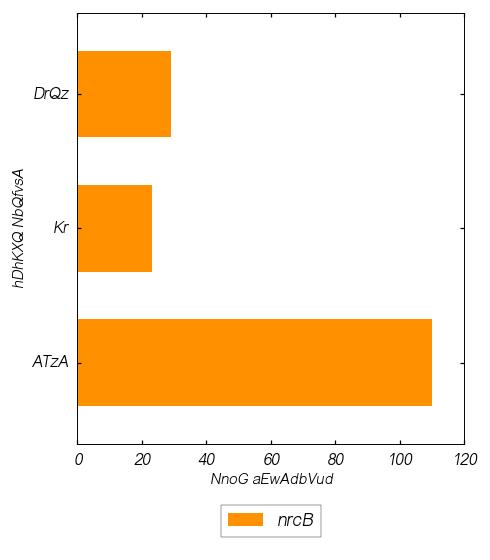 DrQz
Kr
ATzA
hDhKXQ NbQfvsA
0 20 40 60 80 100 120
NnoG aEwAdbVud
nrcB